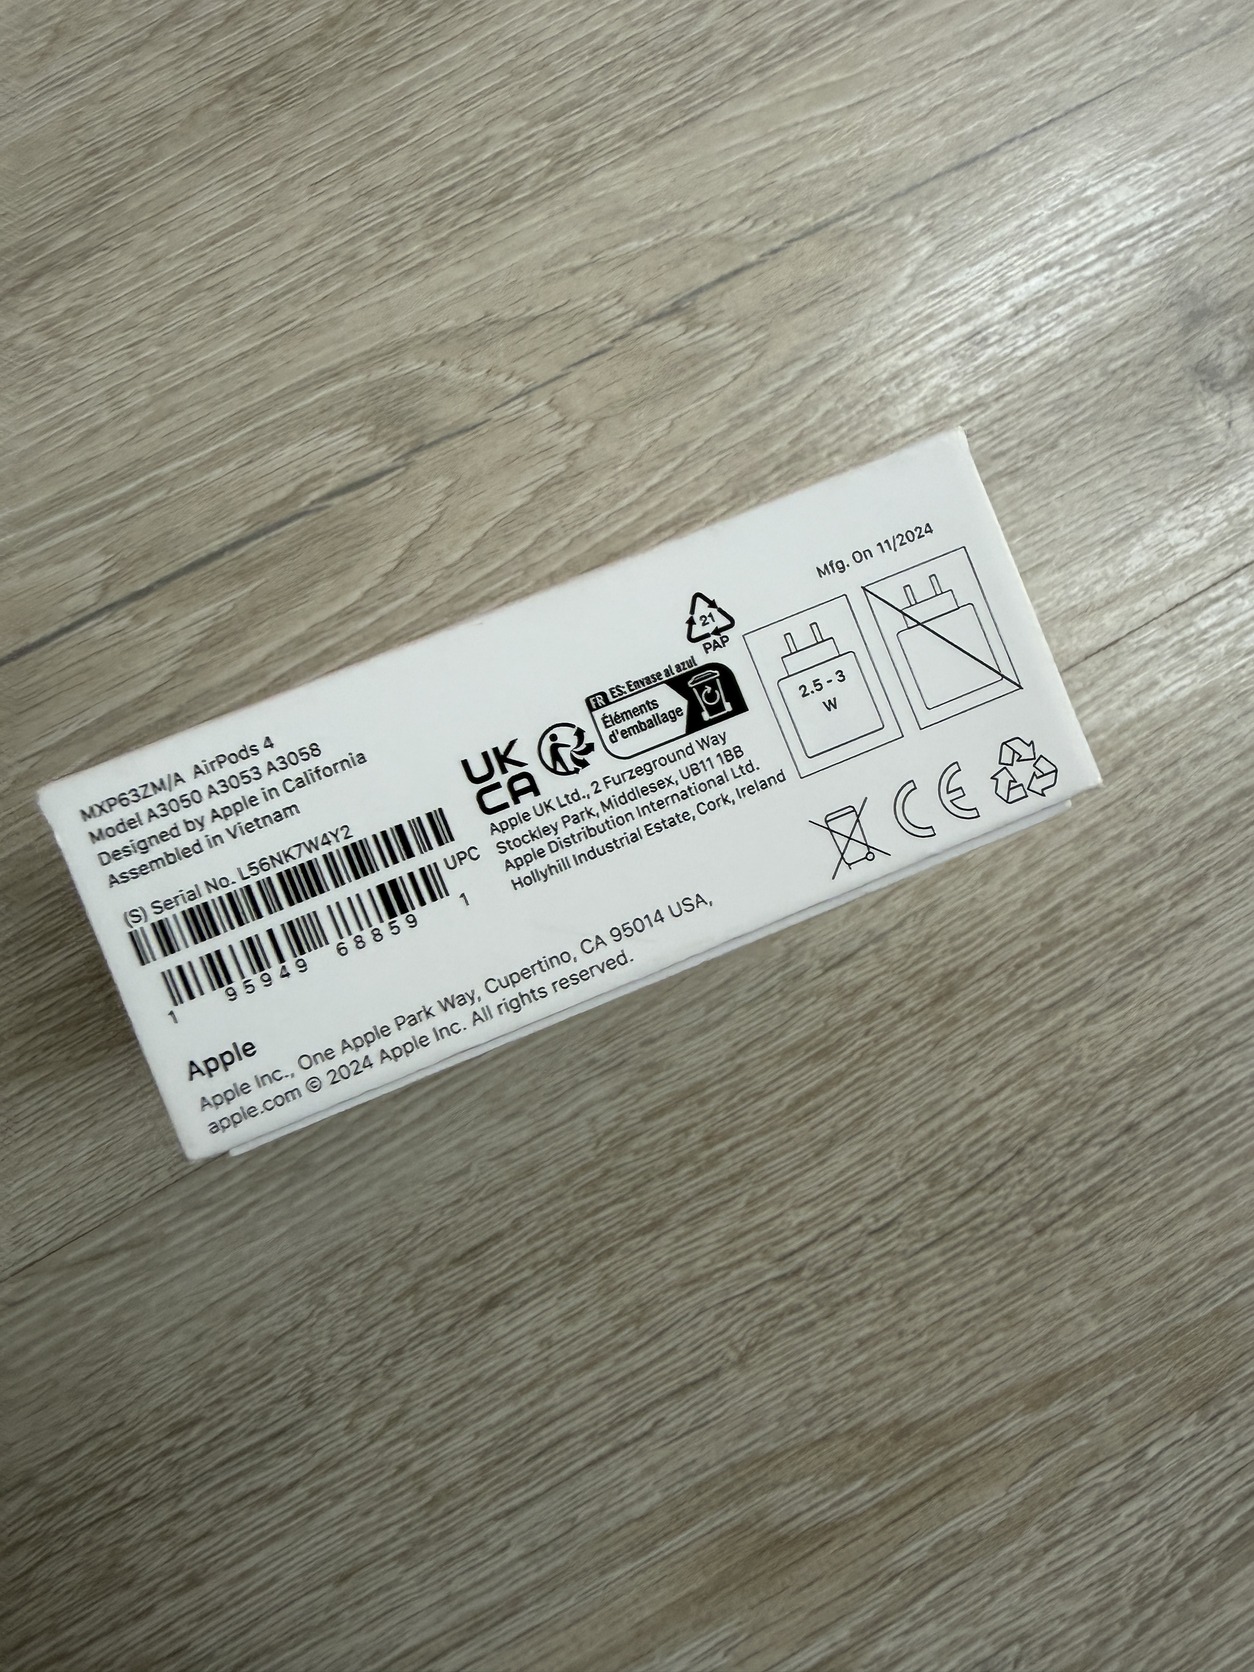 MXP63ZM/A AirPods 4
Model A3050 A3053 A3058
Designed by Apple in California
Assembled in Vietnam
(S) Serial No. L56NK7W4Y2
UPC
1 95949 68859 1
Apple
Apple Inc., One Apple Park Way, Cupertino, CA 95014 USA,
apple.com © 2024 Apple Inc. All rights reserved.
UK
CA
21
PAP
FR ES: Envase al azul
Éléments
d'emballage
Apple UK Ltd., 2 Furzeground Way
Stockley Park, Middlesex, UB11 1BB
Apple Distribution International Ltd.
Hollyhill Industrial Estate, Cork, Ireland
Mfg. On 11/2024
2.5 - 3
W
CE